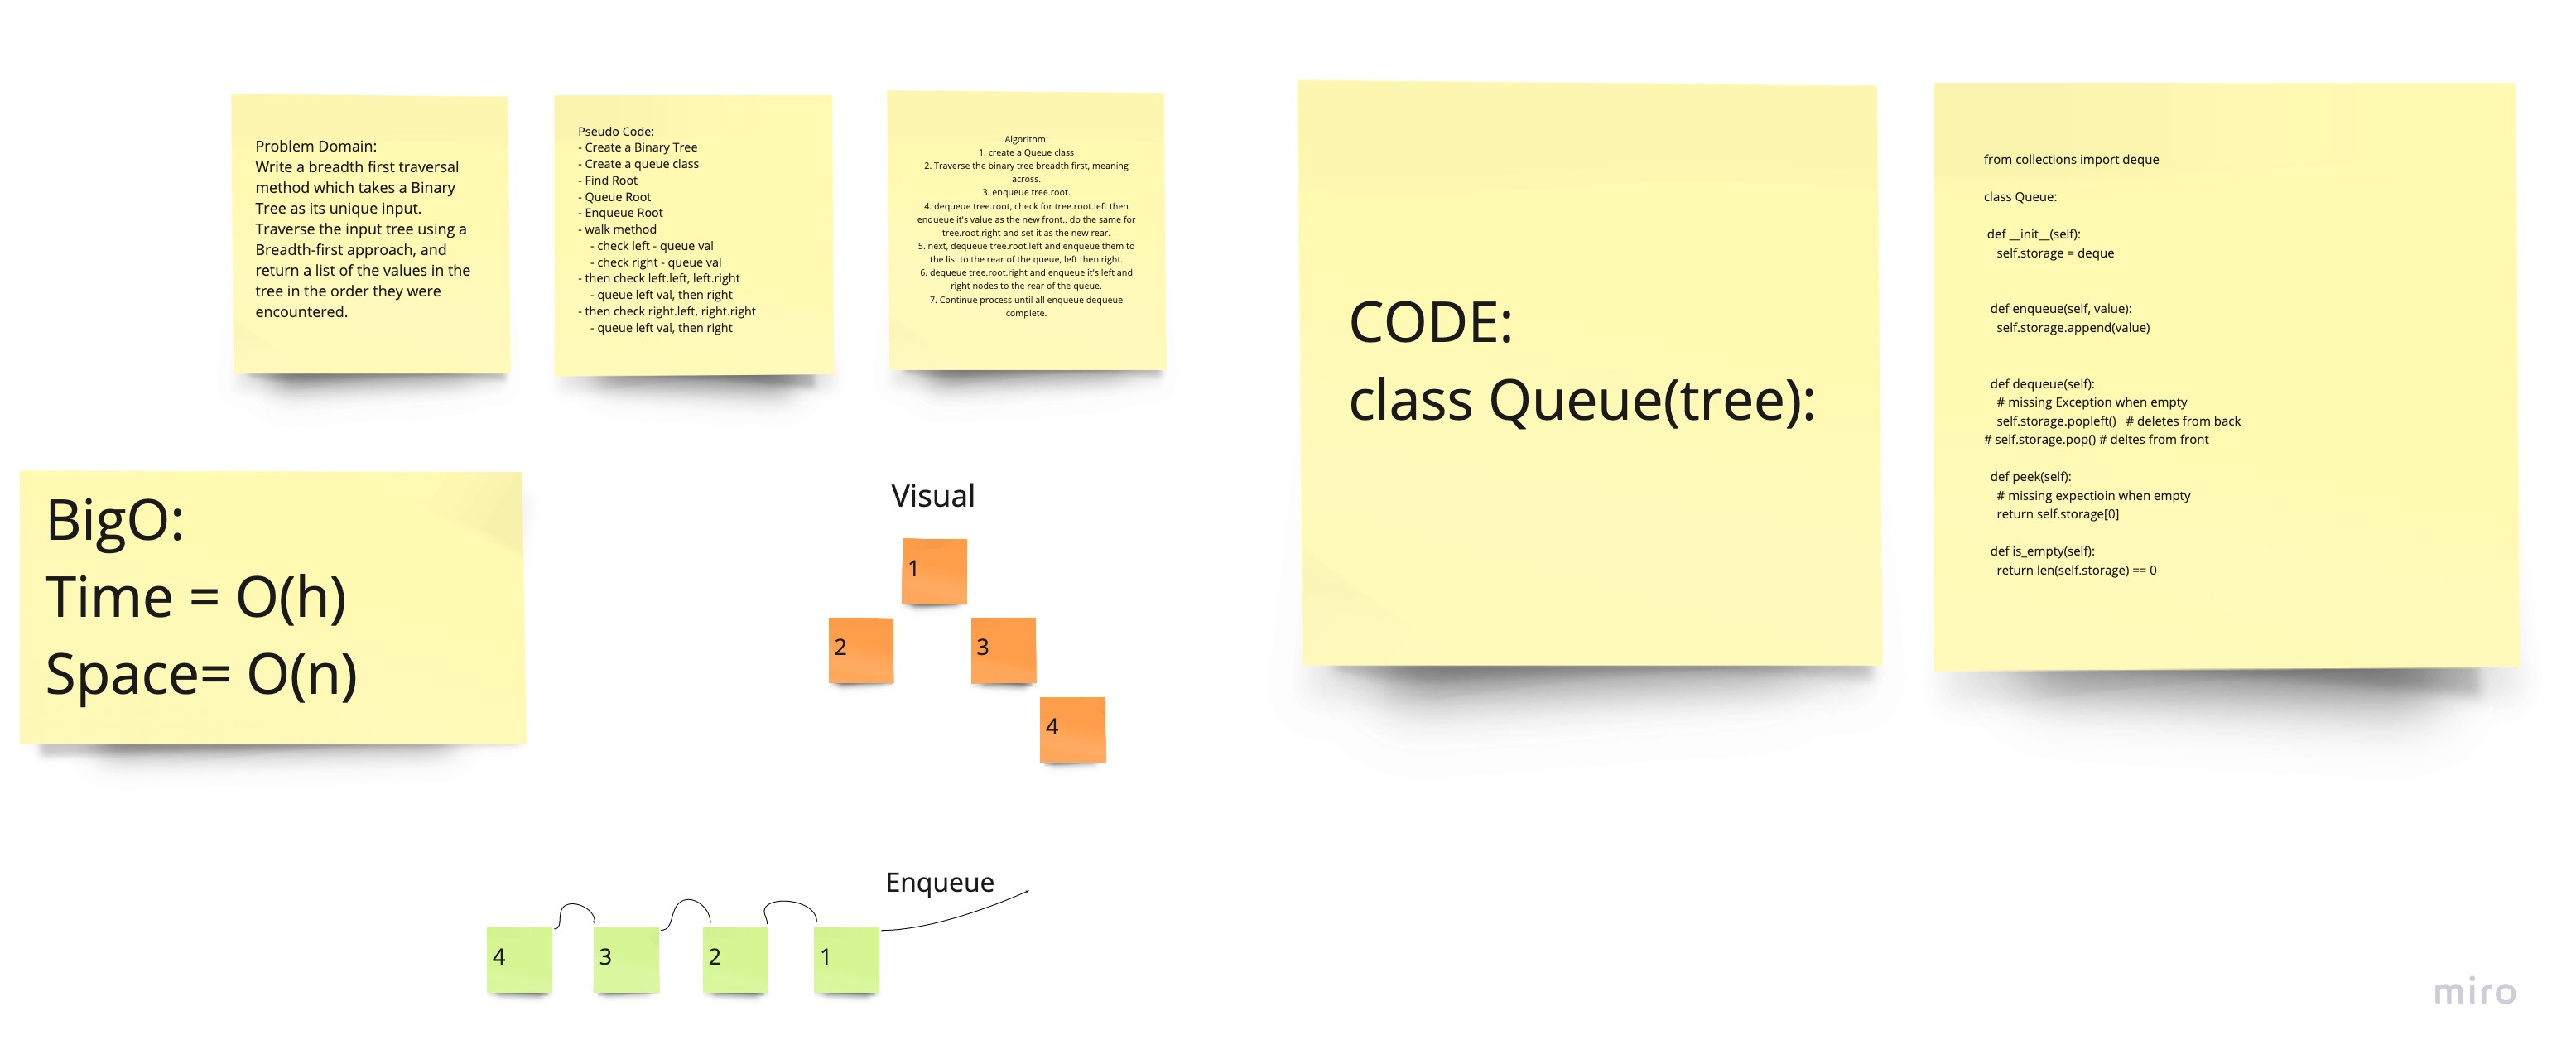 Problem Domain:
Write a breadth first traversal
method which takes a Binary
Tree as its unique input.
Traverse the input tree using a
Breadth-first approach, and
return a list of the values in the
tree in the order they were
encountered.
Pseudo Code:
- Create a Binary Tree
- Create a queue class
- Find Root
- Queue Root
- Enqueue Root
- walk method
- check left - queue val
- check right - queue val
- then check left.left, left.right
- queue left val, then right
- then check right.left, right.right
- queue left val, then right
Algorithm:
1. create a Queue class
2. Traverse the binary tree breadth first, meaning
across.
3. enqueue tree.root.
4. dequeue tree.root, check for tree.root.left then
enqueue it's value as the new front.. do the same for
tree.root.right and set it as the new rear.
5. next, dequeue tree.root.left and enqueue them to
the list to the rear of the queue, left then right.
6. dequeue tree.root.right and enqueue it's left and
right nodes to the rear of the queue.
7. Continue process until all enqueue dequeue
complete.
CODE:
class Queue(tree):
from collections import deque
class Queue:
def __init__(self):
self.storage = deque
def enqueue(self, value):
self.storage.append(value)
def dequeue(self):
# missing Exception when empty
self.storage.popleft()   # deletes from back
# self.storage.pop() # deltes from front
def peek(self):
# missing expectioin when empty
return self.storage[0]
def is_empty(self):
return len(self.storage) == 0
BigO:
Time = O(h)
Space= O(n)
Visual
1
2
3
4
Enqueue
4
3
2
1
miro